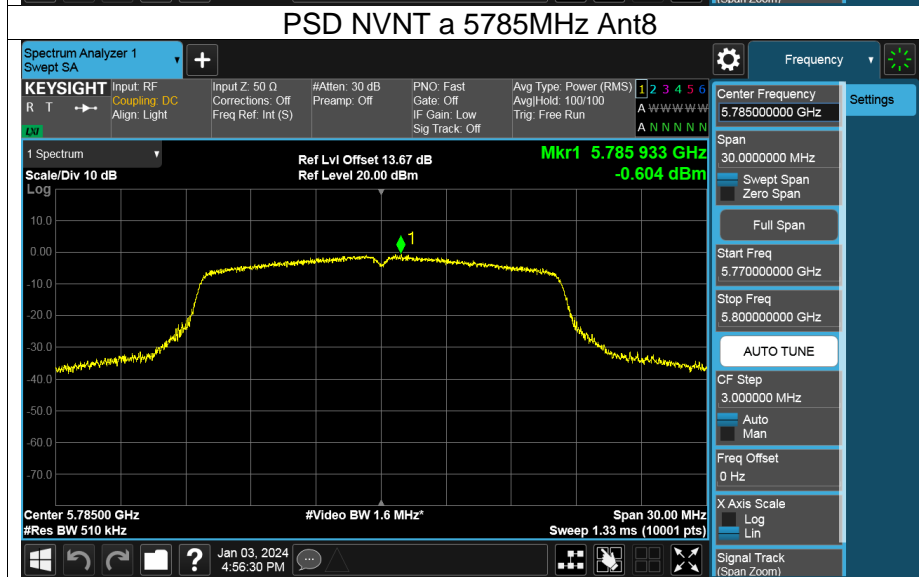 (Span Zoom)
PSD NVNT a 5785MHz Ant8
Spectrum Analyzer 1
Swept SA
+
Frequency
KEYSIGHT
R T
LXI
Input: RF
Coupling: DC
Align: Light
Input Z: 50 Ω
Corrections: Off
Freq Ref: Int (S)
#Atten: 30 dB
Preamp: Off
PNO: Fast
Gate: Off
IF Gain: Low
Sig Track: Off
Avg Type: Power (RMS)
Avg|Hold: 100/100
Trig: Free Run
1 2 3 4 5 6
A W W W W W
A N N N N N
1 Spectrum
Scale/Div 10 dB
Log
Ref Lvl Offset 13.67 dB
Ref Level 20.00 dBm
Mkr1 5.785 933 GHz
-0.604 dBm
10.0
0.00
-10.0
-20.0
-30.0
-40.0
-50.0
-60.0
-70.0
1
Center 5.78500 GHz
#Res BW 510 kHz
#Video BW 1.6 MHz*
Span 30.00 MHz
Sweep 1.33 ms (10001 pts)
?
Jan 03, 2024
4:56:30 PM
Center Frequency
5.785000000 GHz
Span
30.0000000 MHz
Swept Span
Zero Span
Full Span
Start Freq
5.770000000 GHz
Stop Freq
5.800000000 GHz
AUTO TUNE
CF Step
3.000000 MHz
Auto
Man
Freq Offset
0 Hz
X Axis Scale
Log
Lin
Signal Track
(Span Zoom)
Settings